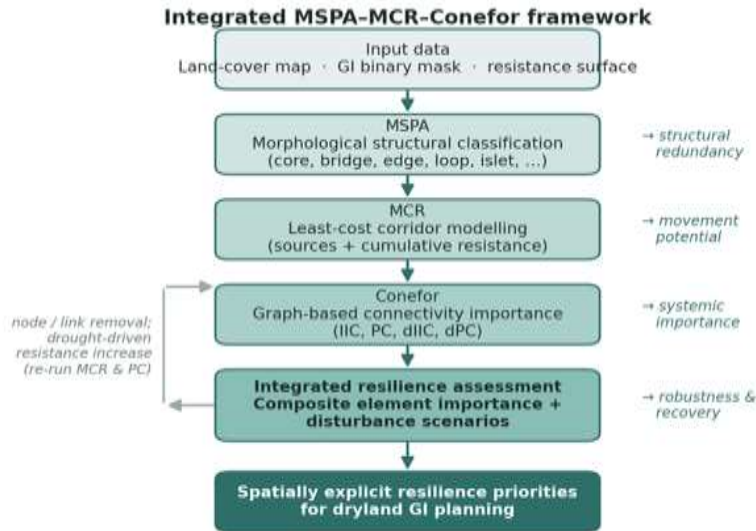 Integrated MSPA–MCR–Conefor framework
Input data
Land-cover map · GI binary mask · resistance surface
MSPA
Morphological structural classification
(core, bridge, edge, loop, islet, ...)
→ structural
redundancy
MCR
Least-cost corridor modelling
(sources + cumulative resistance)
→ movement
potential
Conefor
Graph-based connectivity importance
(IIC, PC, dIIC, dPC)
→ systemic
importance
node / link removal;
drought-driven
resistance increase
(re-run MCR & PC)
Integrated resilience assessment
Composite element importance +
disturbance scenarios
→ robustness &
recovery
Spatially explicit resilience priorities
for dryland GI planning